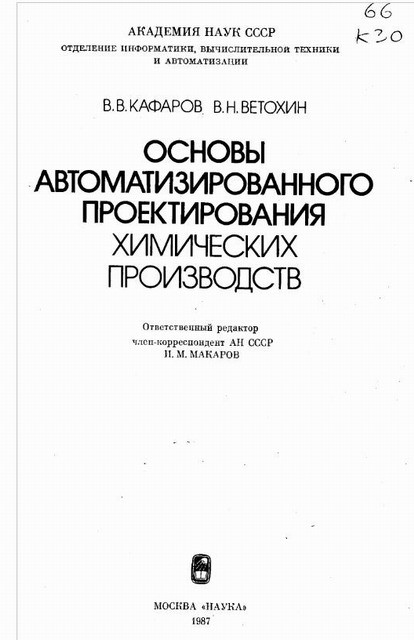 66
К30
АКАДЕМИЯ НАУК СССР
ОТДЕЛЕНИЕ ИНФОРМАТИКИ, ВЫЧИСЛИТЕЛЬНОЙ ТЕХНИКИ
И АВТОМАТИЗАЦИИ
В. В. КАФАРОВ В. Н. ВЕТОХИН
ОСНОВЫ
АВТОМАТИЗИРОВАННОГО
ПРОЕКТИРОВАНИЯ
ХИМИЧЕСКИХ
ПРОИЗВОДСТВ
Ответственный редактор
член-корреспондент АН СССР
И. М. МАКАРОВ
МОСКВА «НАУКА»
1987